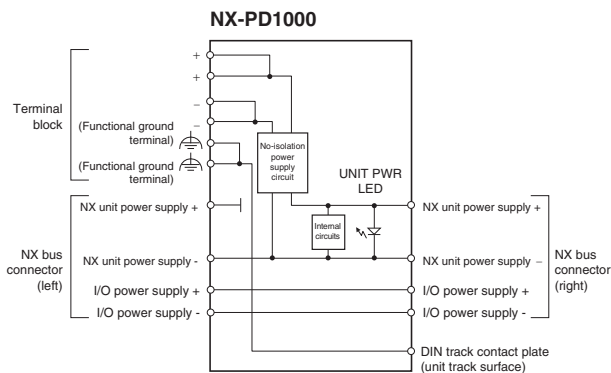 NX-PD1000
+
+
–
–
Terminal
block
(Functional ground
terminal)
(Functional ground
terminal)
No-isolation
power
supply
circuit
UNIT PWR
LED
Internal
circuits
NX bus
connector
(left)
NX unit power supply +
NX unit power supply -
I/O power supply +
I/O power supply -
NX unit power supply +
NX unit power supply –
I/O power supply +
I/O power supply -
NX bus
connector
(right)
DIN track contact plate
(unit track surface)